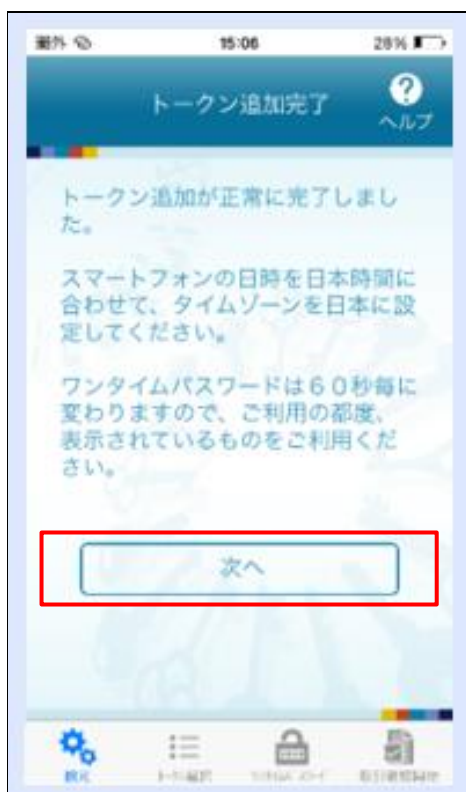 圏外
15:06
28%
トークン追加完了
?
ヘルプ
トークン追加が正常に完了しまし
た。
スマートフォンの日時を日本時間に
合わせて、タイムゾーンを日本に設
定してください。
ワンタイムパスワードは６０秒毎に
変わりますので、ご利用の都度、
表示されているものをご利用くだ
さい。
次へ